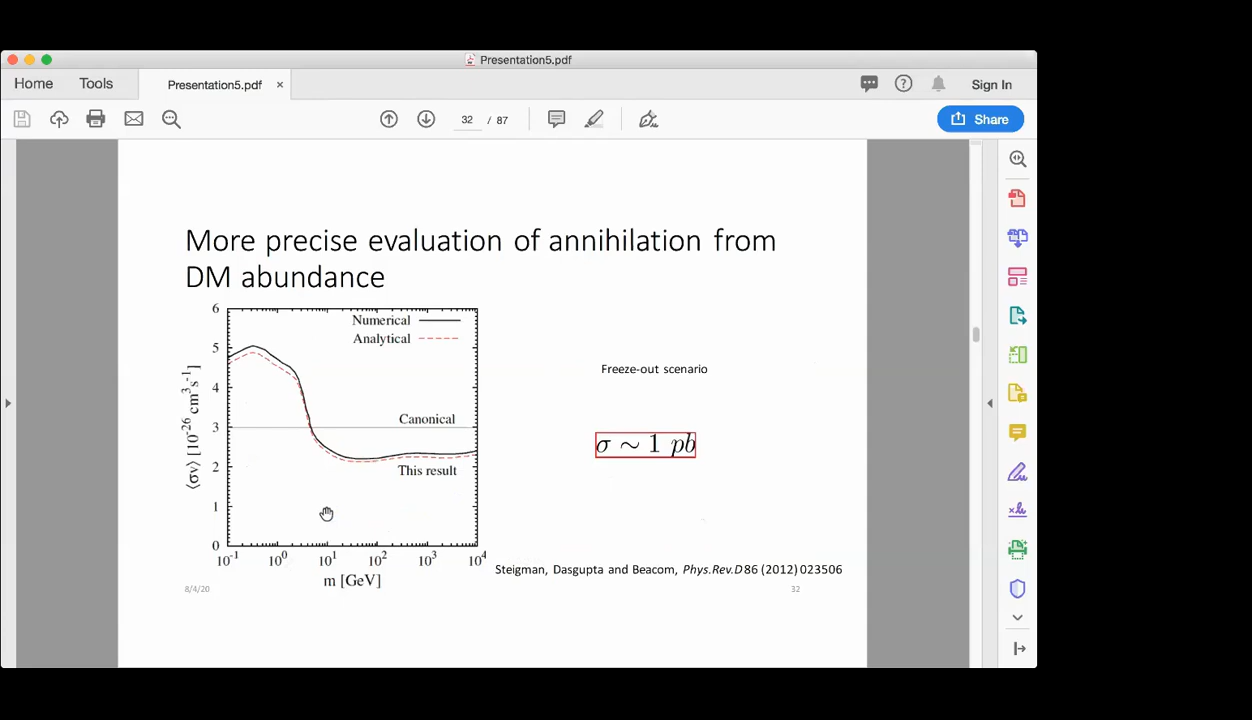 Presentation5.pdf
Home Tools Presentation5.pdf × Sign In
32 / 87 Share
More precise evaluation of annihilation from
DM abundance
6
5
4
3
2
1
0
⟨σv⟩ [10⁻²⁶ cm³s⁻¹]
Numerical
Analytical
Canonical
This result
10⁻¹ 10⁰ 10¹ 10² 10³ 10⁴
m [GeV]
Freeze-out scenario
σ ∼ 1 pb
Steigman, Dasgupta and Beacom, Phys.Rev.D86 (2012) 023506
8/4/20 32